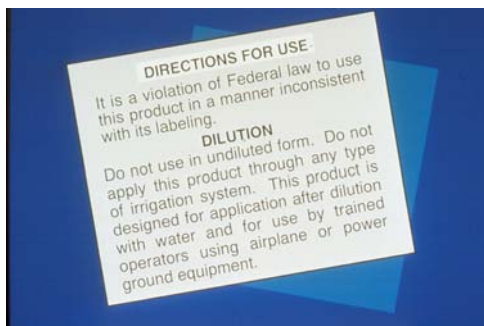 DIRECTIONS FOR USE
It is a violation of Federal law to use
this product in a manner inconsistent
with its labeling.
DILUTION
Do not use in undiluted form. Do not
apply this product through any type
of irrigation system. This product is
designed for application after dilution
with water and for use by trained
operators using airplane or power
ground equipment.